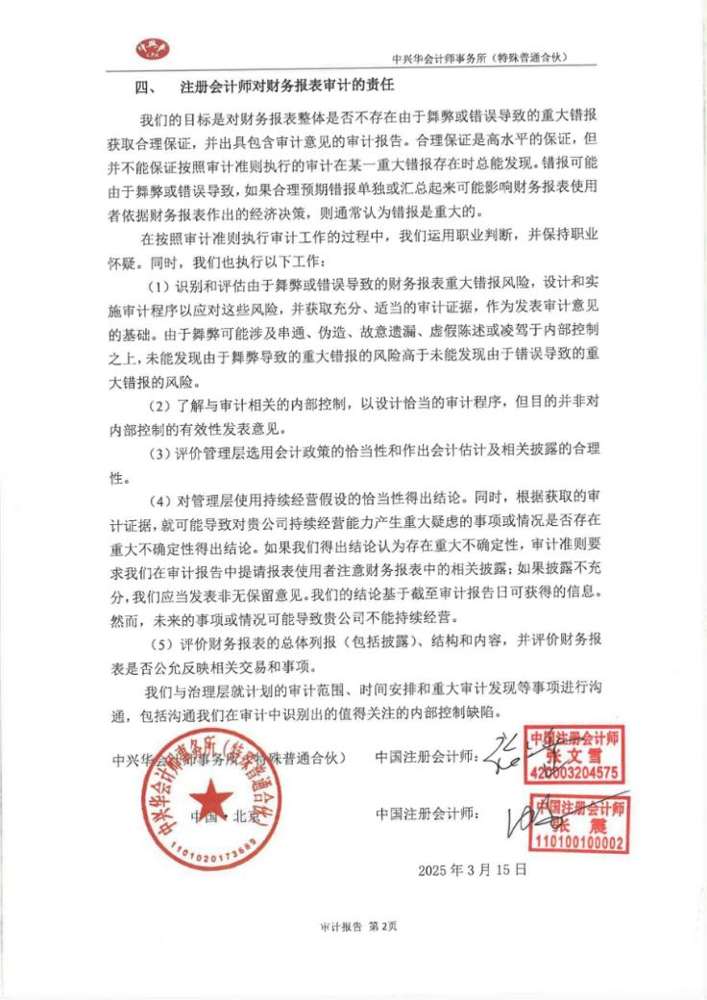 中兴华
CPA
中兴华会计师事务所（特殊普通合伙）
四、 注册会计师对财务报表审计的责任
我们的目标是对财务报表整体是否不存在由于舞弊或错误导致的重大错报
获取合理保证，并出具包含审计意见的审计报告。合理保证是高水平的保证，但
并不能保证按照审计准则执行的审计在某一重大错报存在时总能发现。错报可能
由于舞弊或错误导致，如果合理预期错报单独或汇总起来可能影响财务报表使用
者依据财务报表作出的经济决策，则通常认为错报是重大的。
在按照审计准则执行审计工作的过程中，我们运用职业判断，并保持职业
怀疑。同时，我们也执行以下工作：
（1）识别和评估由于舞弊或错误导致的财务报表重大错报风险，设计和实
施审计程序以应对这些风险，并获取充分、适当的审计证据，作为发表审计意见
的基础。由于舞弊可能涉及串通、伪造、故意遗漏、虚假陈述或凌驾于内部控制
之上，未能发现由于舞弊导致的重大错报的风险高于未能发现由于错误导致的重
大错报的风险。
（2）了解与审计相关的内部控制，以设计恰当的审计程序，但目的并非对
内部控制的有效性发表意见。
（3）评价管理层选用会计政策的恰当性和作出会计估计及相关披露的合理
性。
（4）对管理层使用持续经营假设的恰当性得出结论。同时，根据获取的审
计证据，就可能导致对贵公司持续经营能力产生重大疑虑的事项或情况是否存在
重大不确定性得出结论。如果我们得出结论认为存在重大不确定性，审计准则要
求我们在审计报告中提请报表使用者注意财务报表中的相关披露；如果披露不充
分，我们应当发表非无保留意见。我们的结论基于截至审计报告日可获得的信息。
然而，未来的事项或情况可能导致贵公司不能持续经营。
（5）评价财务报表的总体列报（包括披露）、结构和内容，并评价财务报
表是否公允反映相关交易和事项。
我们与治理层就计划的审计范围、时间安排和重大审计发现等事项进行沟
通，包括沟通我们在审计中识别出的值得关注的内部控制缺陷。
中兴华会计师事务所（特殊普通合伙） 中国注册会计师：
中国注册会计师
张文雪
420003204575
中兴华会计师事务所（特殊普通合伙）
1101020173689
中国·北京 中国注册会计师：
中国注册会计师
张震
110100100002
2025 年 3 月 15 日
审计报告 第 2页